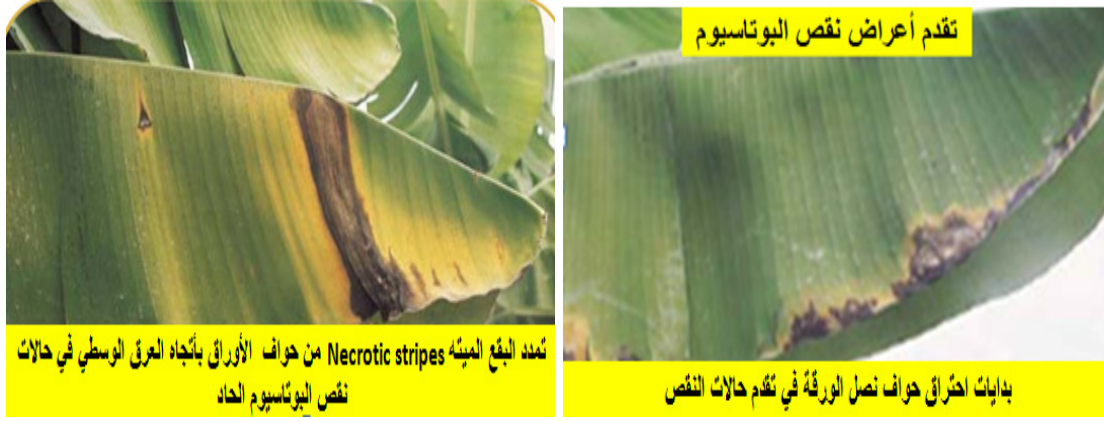 تقدم أعراض نقص البوتاسيوم
تمدد البقع الميته Necrotic stripes من حواف الأوراق بأتجاه العرق الوسطي في حالات
نقص البوتاسيوم الحاد
بدايات احتراق حواف نصل الورقة في تقدم حالات النقص